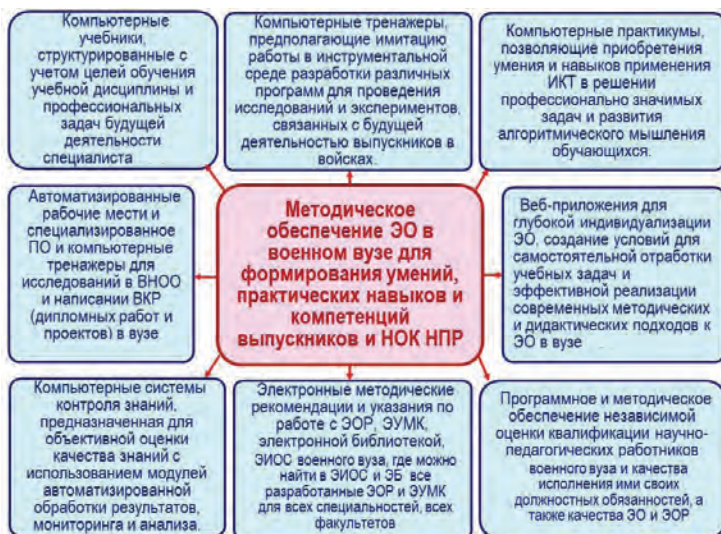 Компьютерные
учебники,
структурированные с
учетом целей обучения
учебной дисциплины и
профессиональных
задач будущей
деятельности
специалиста
Компьютерные тренажеры,
предполагающие имитацию
работы в инструментальной
среде разработки различных
программ для проведения
исследований и экспериментов,
связанных с будущей
деятельностью выпускников в
войсках.
Компьютерные практикумы,
позволяющие приобретения
умения и навыков применения
ИКТ в решении
профессионально значимых
задач и развития
алгоритмического мышления
обучающихся.
Автоматизированные
рабочие мести и
специализированное
ПО и компьютерные
тренажеры для
исследований в ВНОО
и написании ВКР
(дипломных работ и
проектов) в вузе
Методическое
обеспечение ЭО в
военном вузе для
формирования умений,
практических навыков и
компетенций
выпускников и НОК НПР
Веб-приложения для
глубокой индивидуализации
ЭО, создание условий для
самостоятельной отработки
учебных задач и
эффективной реализации
современных методических
и дидактических подходов к
ЭО в вузе
Компьютерные системы
контроля знаний,
предназначенная для
объективной оценки
качества знаний с
использованием модулей
автоматизированной
обработки результатов,
мониторинга и анализа.
Электронные методические
рекомендации и указания по
работе с ЭОР, ЭУМК,
электронной библиотекой,
ЭИОС военного вуза, где можно
найти в ЭИОС и ЭБ все
разработанные ЭОР и ЭУМК
для всех специальностей, всех
факультетов
Программное и методическое
обеспечение независимой
оценки квалификации научно-
педагогических работников
военного вуза и качества
исполнения ими своих
должностных обязанностей, а
также качества ЭО и ЭОР